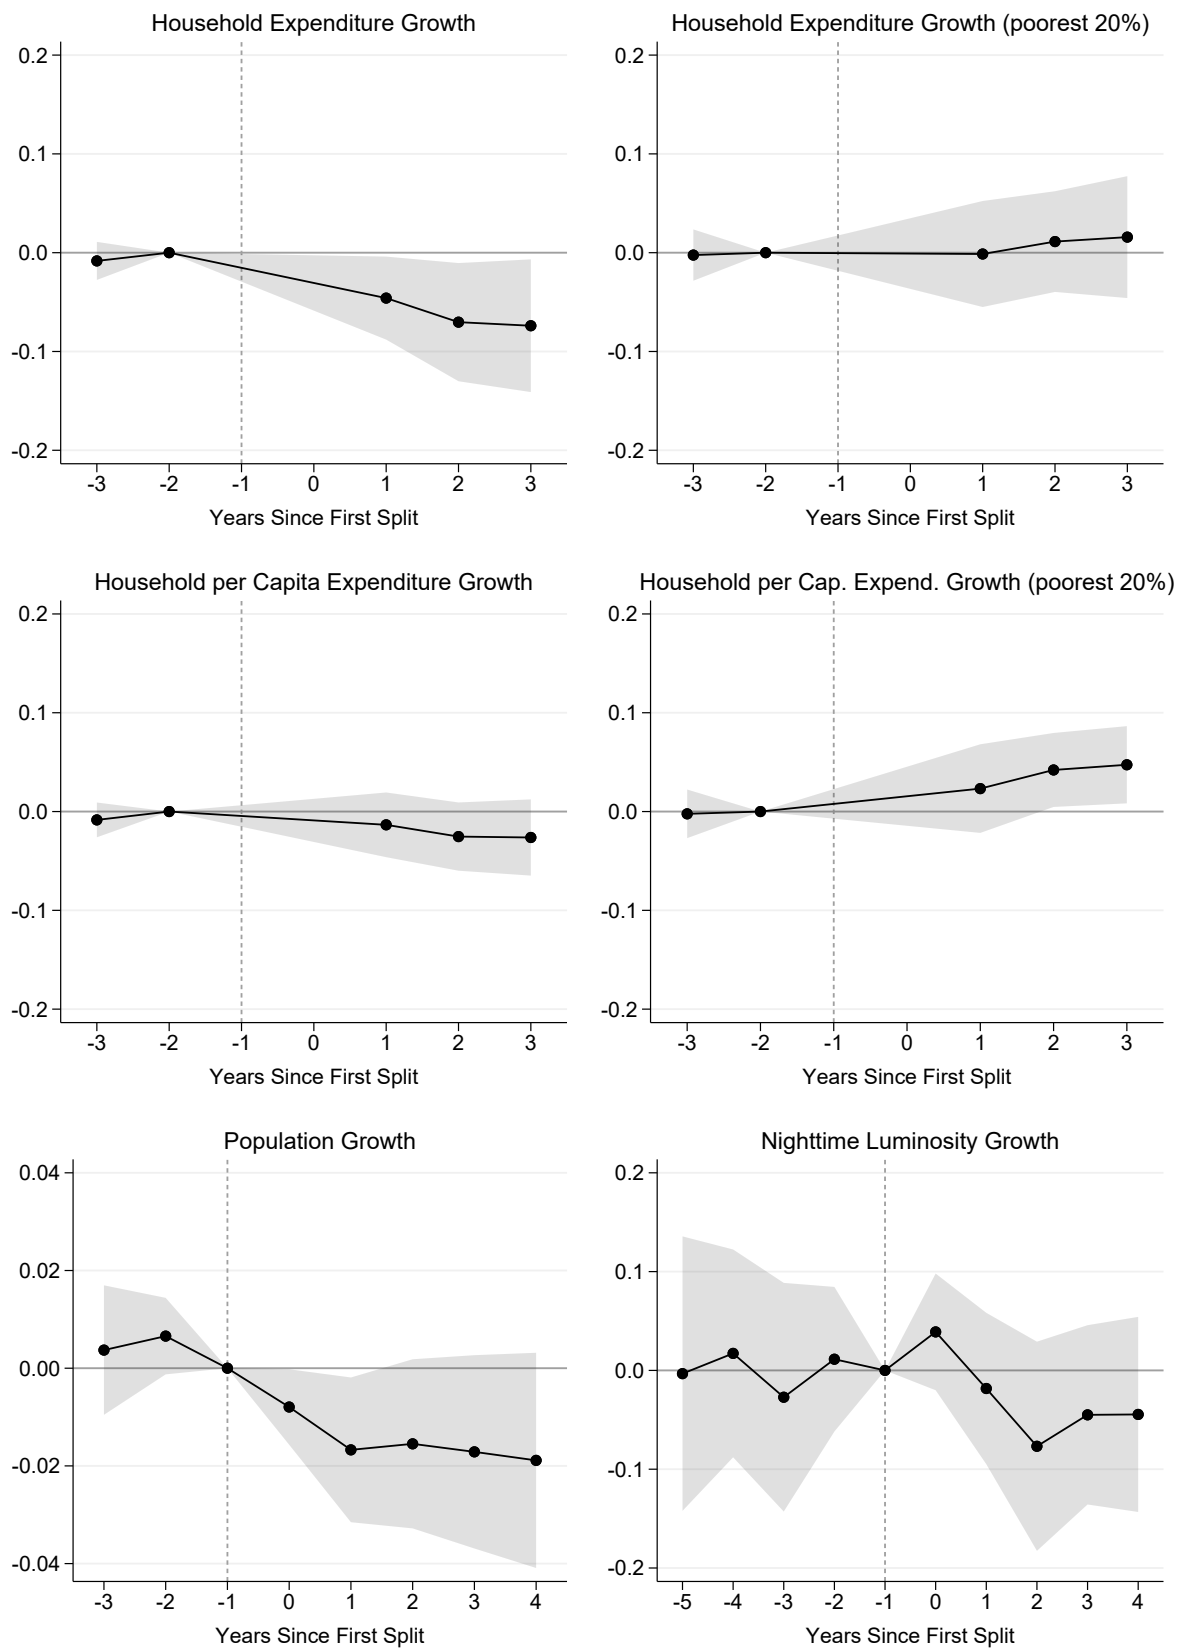 Household Expenditure Growth
0.2
0.1
0.0
-0.1
-0.2
-3 -2 -1 0 1 2 3
Years Since First Split
Household Expenditure Growth (poorest 20%)
0.2
0.1
0.0
-0.1
-0.2
-3 -2 -1 0 1 2 3
Years Since First Split
Household per Capita Expenditure Growth
0.2
0.1
0.0
-0.1
-0.2
-3 -2 -1 0 1 2 3
Years Since First Split
Household per Cap. Expend. Growth (poorest 20%)
0.2
0.1
0.0
-0.1
-0.2
-3 -2 -1 0 1 2 3
Years Since First Split
Population Growth
0.04
0.02
0.00
-0.02
-0.04
-3 -2 -1 0 1 2 3 4
Years Since First Split
Nighttime Luminosity Growth
0.2
0.1
0.0
-0.1
-0.2
-5 -4 -3 -2 -1 0 1 2 3 4
Years Since First Split